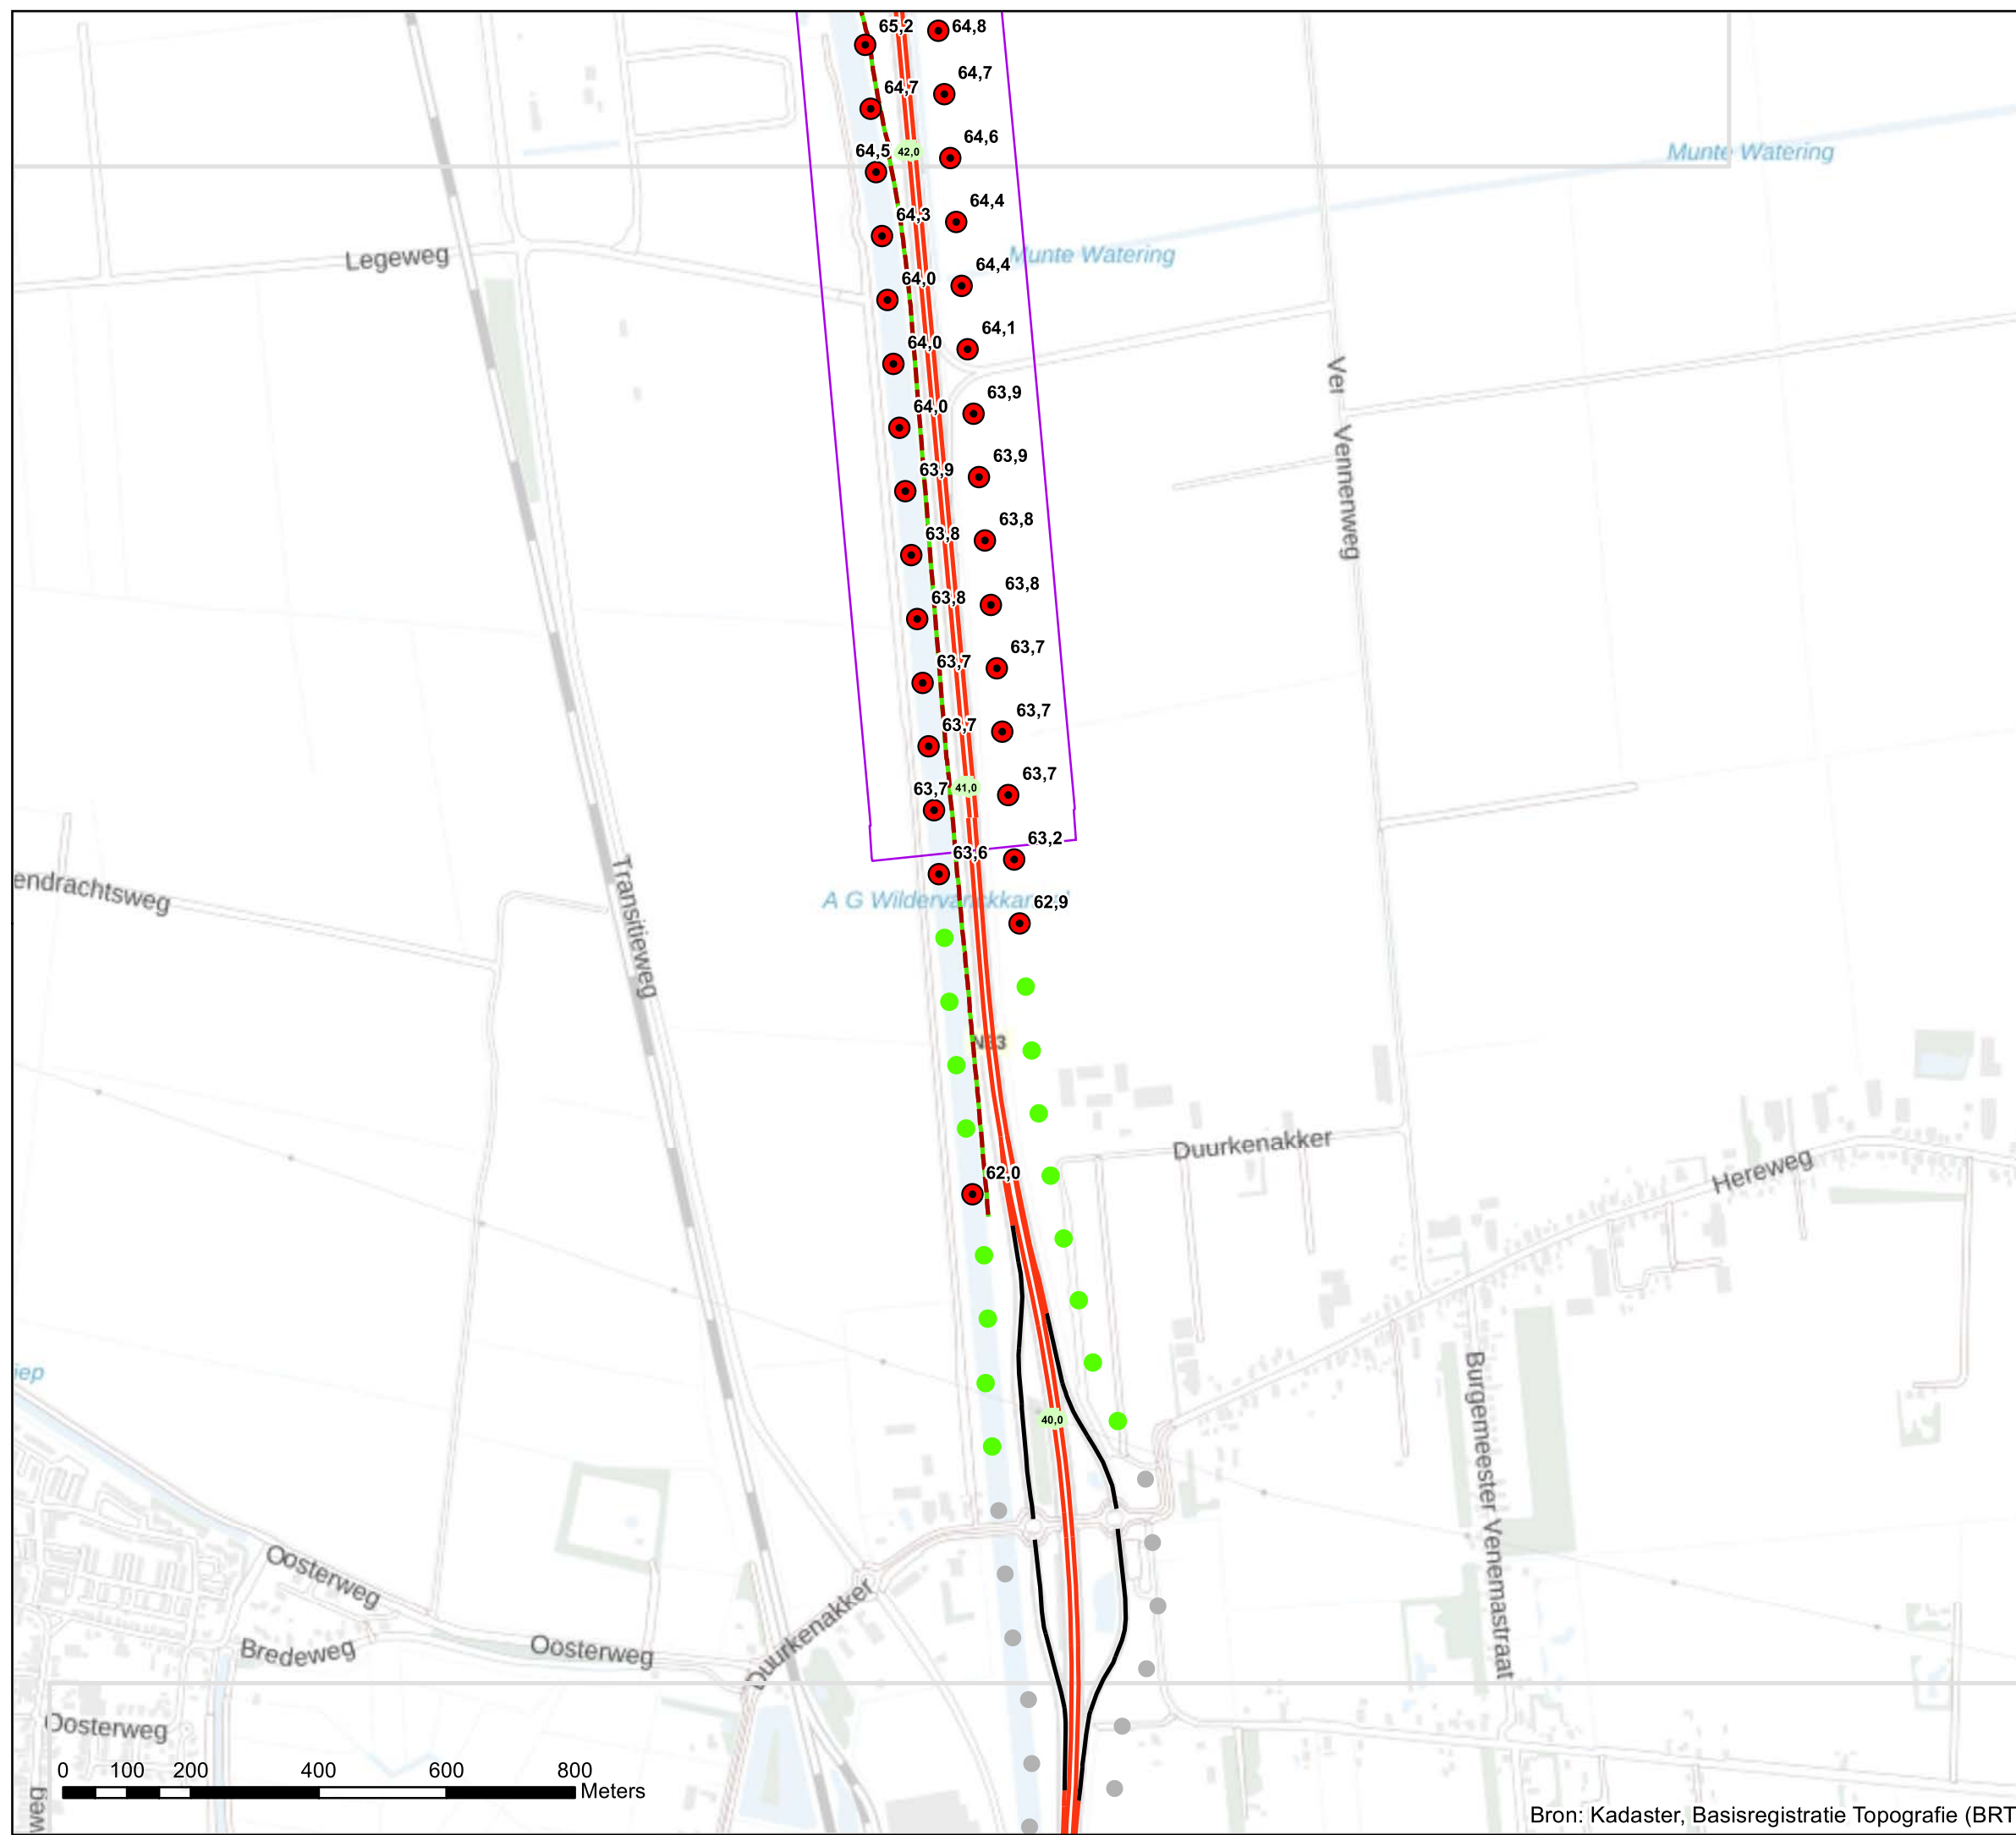 65,2
64,8
64,7
64,7
64,6
64,5
42,0
64,4
64,3
Munte Watering
Munte Watering
Legeweg
64,4
64,0
64,1
64,0
63,9
64,0
Vennenweg
63,9
63,9
63,8
63,8
63,8
63,8
63,7
63,7
63,7
63,7
63,7
63,7
41,0
63,2
63,6
endrachtsweg
Transitieweg
A G Wildervanckkanaal
62,9
N33
Duurkenakker
62,0
Hereweg
iep
40,0
Burgemeester Venemastraat
Oosterweg
Bredeweg
Oosterweg
Duurkenakker
Oosterweg
weg
0 100 200 400 600 800
Meters
Bron: Kadaster, Basisregistratie Topografie (BRT